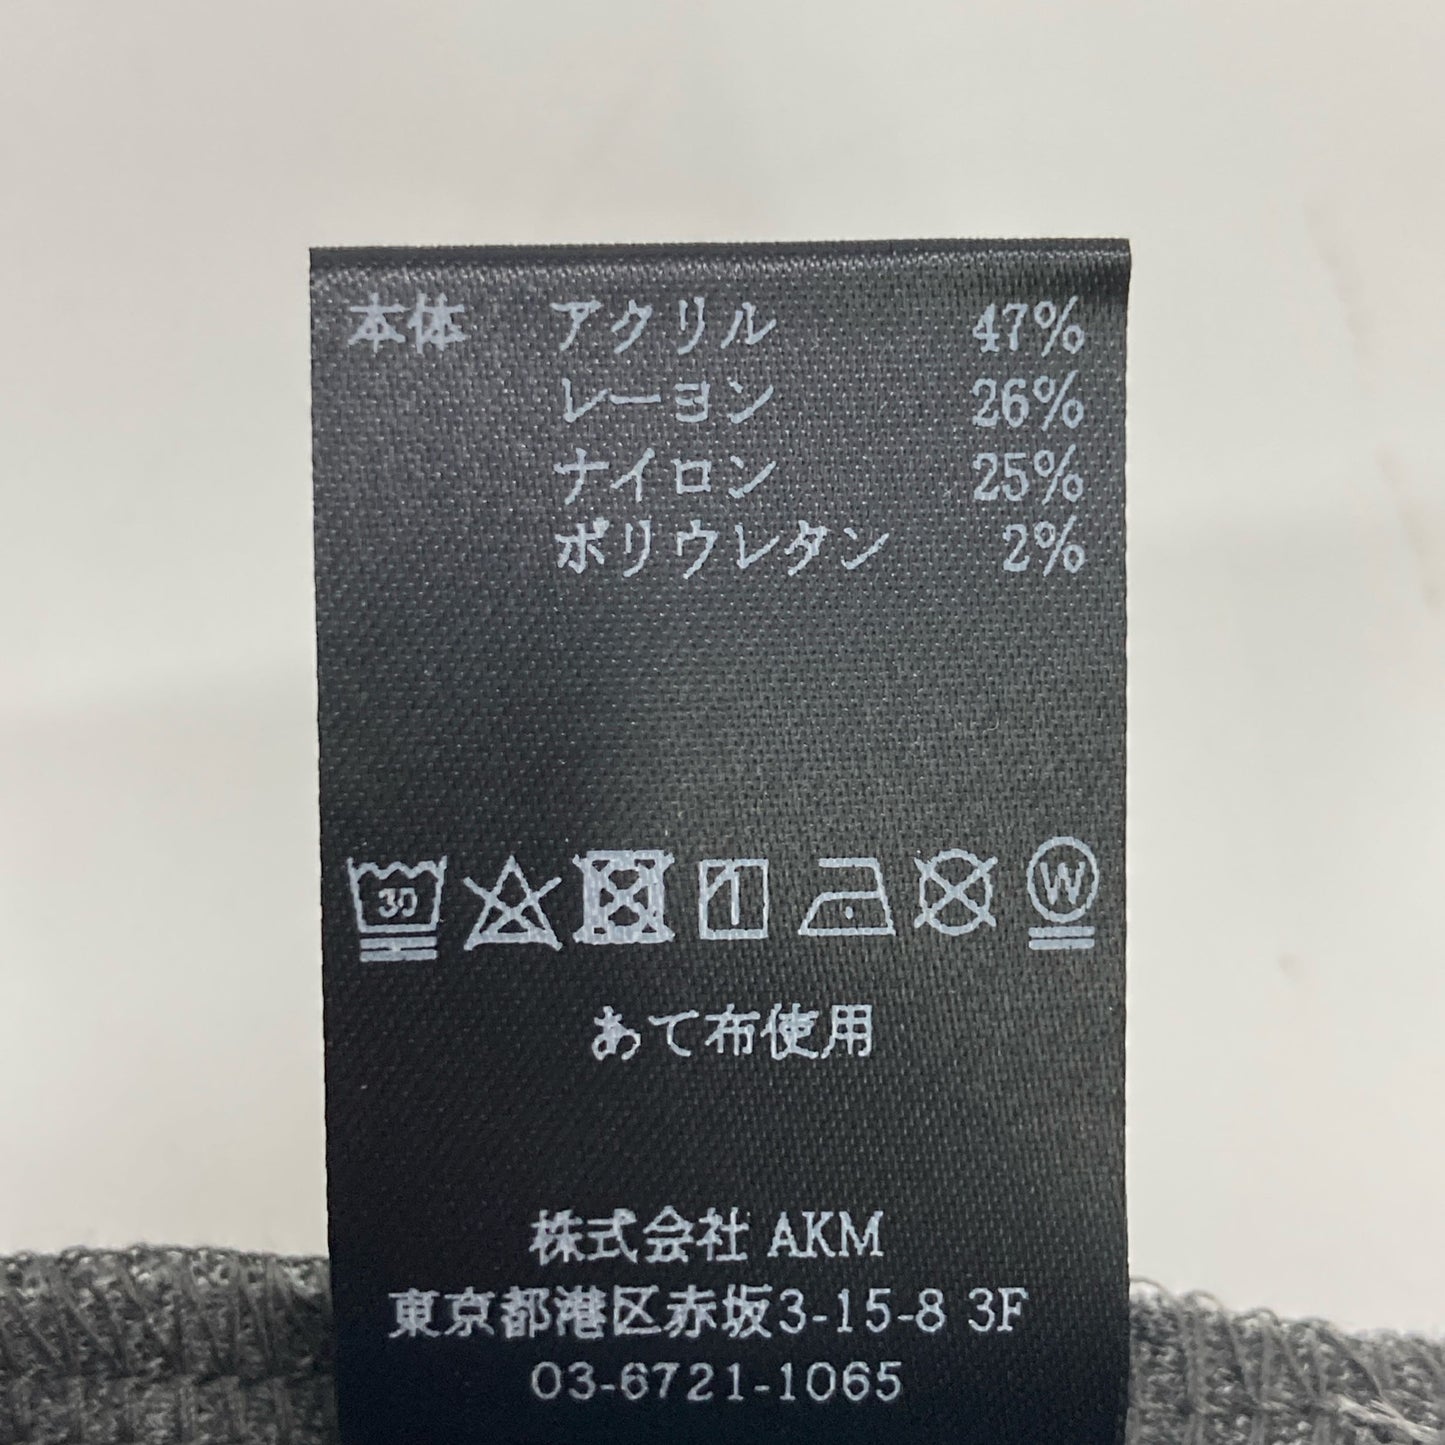 本体 アクリル 47%
レーヨン 26%
ナイロン 25%
ポリウレタン 2%
30 W
あて布使用
株式会社 AKM
東京都港区赤坂3-15-8 3F
03-6721-1065